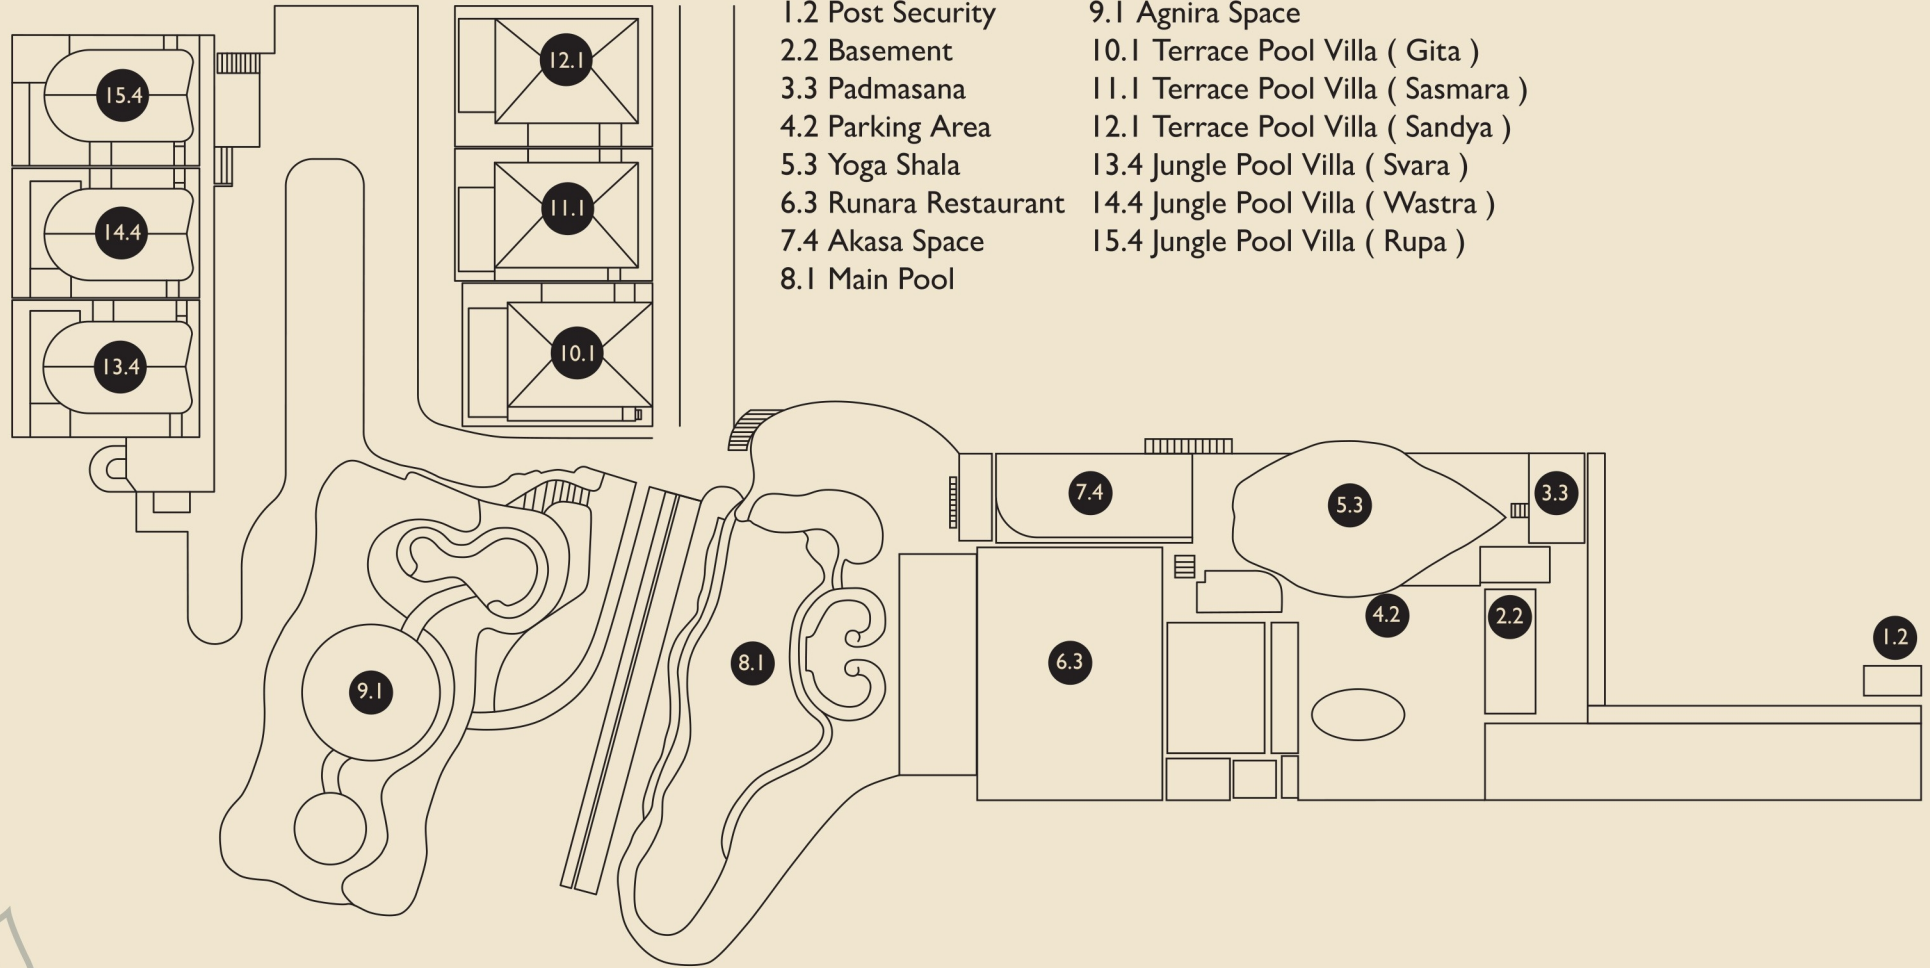 1.2 Post Security
2.2 Basement
3.3 Padmasana
4.2 Parking Area
5.3 Yoga Shala
6.3 Runara Restaurant
7.4 Akasa Space
8.1 Main Pool
9.1 Agnira Space
10.1 Terrace Pool Villa ( Gita )
11.1 Terrace Pool Villa ( Sasmara )
12.1 Terrace Pool Villa ( Sandya )
13.4 Jungle Pool Villa ( Svara )
14.4 Jungle Pool Villa ( Wastra )
15.4 Jungle Pool Villa ( Rupa )
12.1
15.4
11.1
14.4
10.1
13.4
7.4
5.3
3.3
4.2
2.2
1.2
8.1
6.3
9.1